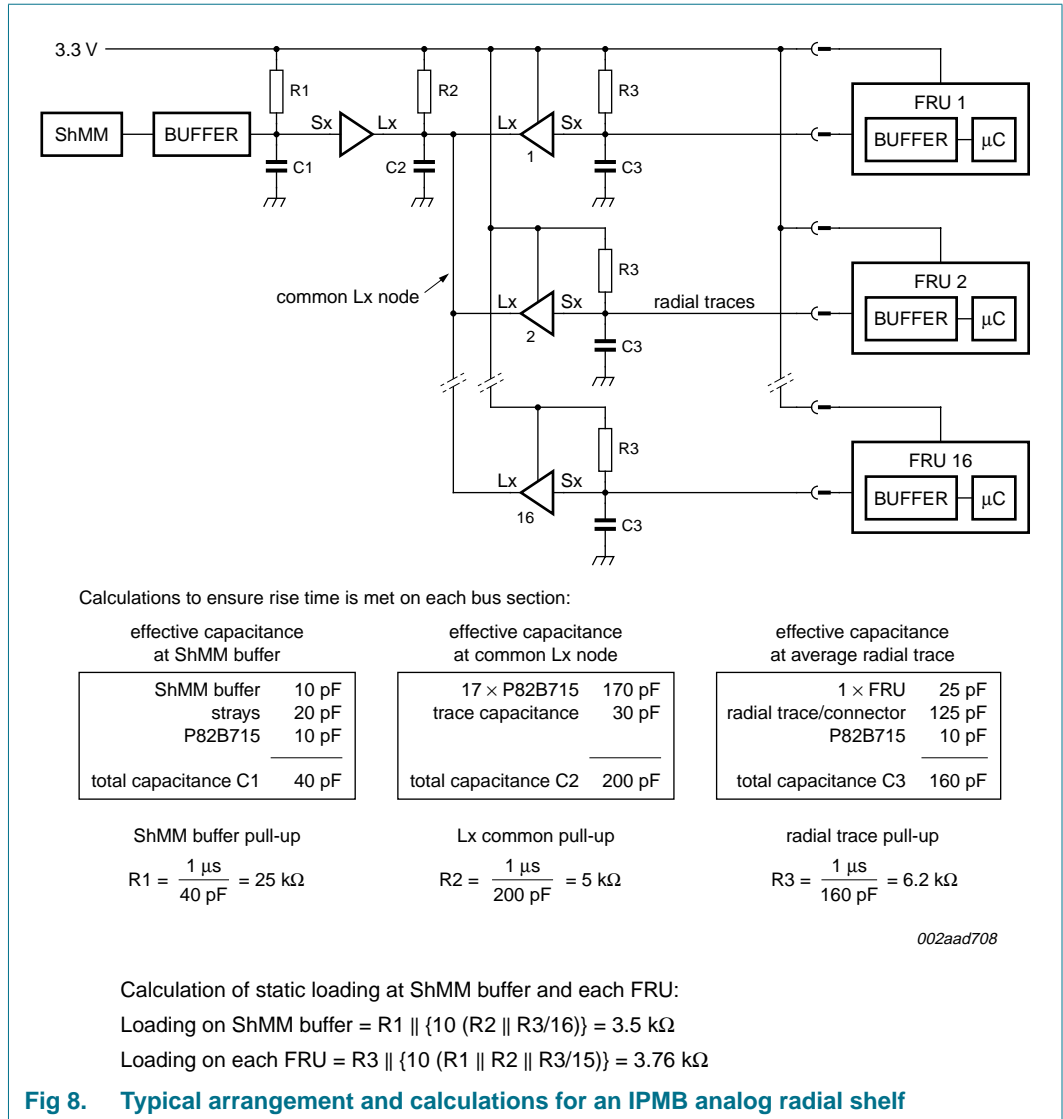 3.3 V
R1
R2
R3
Sx
Lx
Lx
Sx
ShMM
BUFFER
C1
C2
1
C3
FRU 1
BUFFER
μC
common Lx node
R3
Lx
Sx
2
C3
radial traces
FRU 2
BUFFER
μC
R3
Lx
Sx
16
C3
FRU 16
BUFFER
μC
Calculations to ensure rise time is met on each bus section:
effective capacitance
at ShMM buffer
ShMM buffer 10 pF
strays 20 pF
P82B715 10 pF
total capacitance C1 40 pF
ShMM buffer pull-up
R1 = 1 μs / 40 pF = 25 kΩ
effective capacitance
at common Lx node
17 × P82B715 170 pF
trace capacitance 30 pF
total capacitance C2 200 pF
Lx common pull-up
R2 = 1 μs / 200 pF = 5 kΩ
effective capacitance
at average radial trace
1 × FRU 25 pF
radial trace/connector 125 pF
P82B715 10 pF
total capacitance C3 160 pF
radial trace pull-up
R3 = 1 μs / 160 pF = 6.2 kΩ
002aad708
Calculation of static loading at ShMM buffer and each FRU:
Loading on ShMM buffer = R1 || {10 (R2 || R3/16)} = 3.5 kΩ
Loading on each FRU = R3 || {10 (R1 || R2 || R3/15)} = 3.76 kΩ
Fig 8. Typical arrangement and calculations for an IPMB analog radial shelf